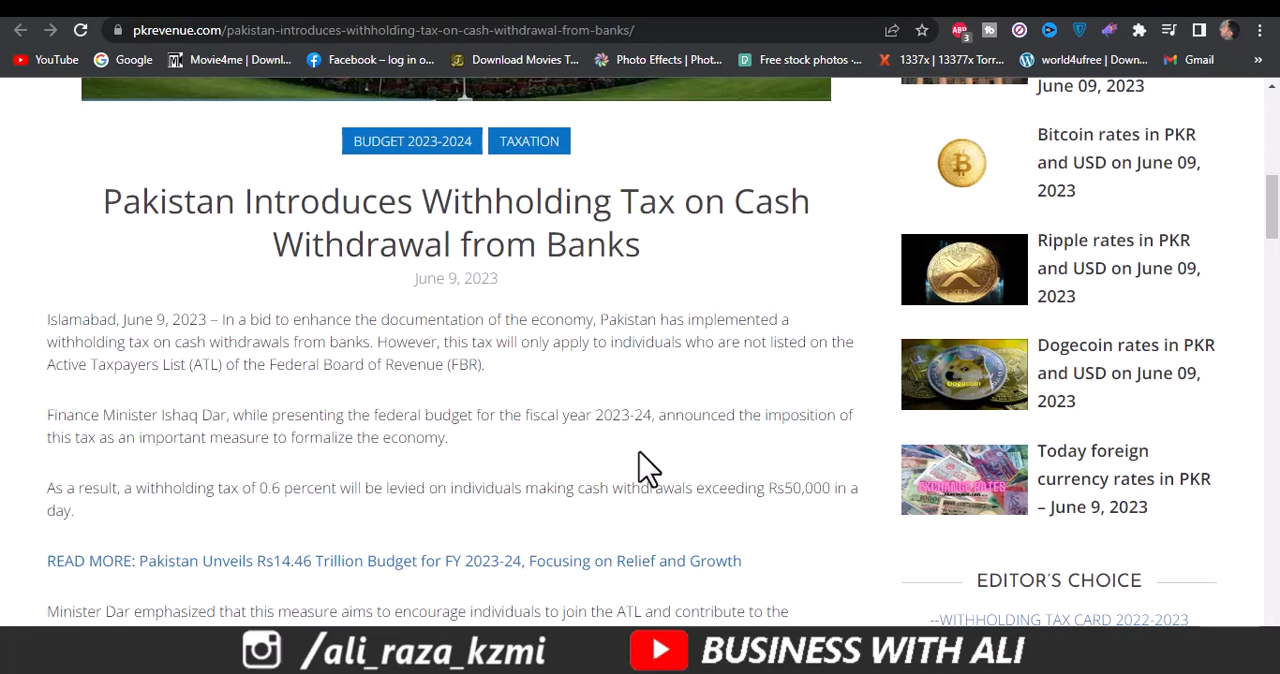 pkrevenue.com/pakistan-introduces-withholding-tax-on-cash-withdrawal-from-banks/
ABP
3
YouTube
Google
Movie4me | Downl...
Facebook – log in o...
Download Movies T...
Photo Effects | Phot...
Free stock photos ·...
1337x | 13377x Torr...
world4ufree | Down...
Gmail
»
BUDGET 2023-2024
TAXATION
Pakistan Introduces Withholding Tax on Cash
Withdrawal from Banks
June 9, 2023
Islamabad, June 9, 2023 – In a bid to enhance the documentation of the economy, Pakistan has implemented a
withholding tax on cash withdrawals from banks. However, this tax will only apply to individuals who are not listed on the
Active Taxpayers List (ATL) of the Federal Board of Revenue (FBR).
Finance Minister Ishaq Dar, while presenting the federal budget for the fiscal year 2023-24, announced the imposition of
this tax as an important measure to formalize the economy.
As a result, a withholding tax of 0.6 percent will be levied on individuals making cash withdrawals exceeding Rs50,000 in a
day.
READ MORE: Pakistan Unveils Rs14.46 Trillion Budget for FY 2023-24, Focusing on Relief and Growth
Minister Dar emphasized that this measure aims to encourage individuals to join the ATL and contribute to the
June 09, 2023
Bitcoin rates in PKR
and USD on June 09,
2023
Ripple rates in PKR
and USD on June 09,
2023
Dogecoin
Dogecoin rates in PKR
and USD on June 09,
2023
EXCHANGE RATES
Today foreign
currency rates in PKR
– June 9, 2023
EDITOR'S CHOICE
--WITHHOLDING TAX CARD 2022-2023
/ali_raza_kzmi
BUSINESS WITH ALI